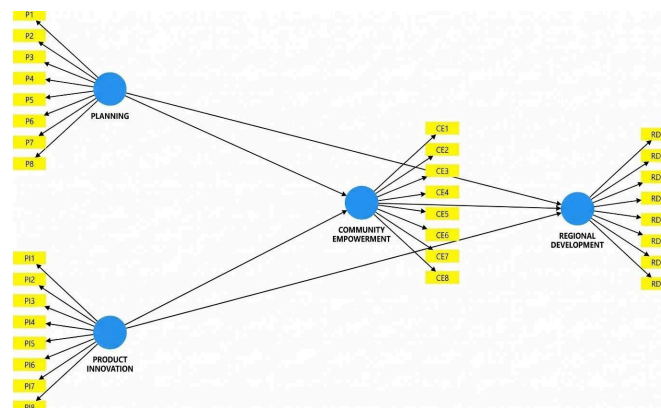 P1
P2
P3
P4
P5
P6
P7
P8
PLANNING
CE1
CE2
CE3
CE4
CE5
CE6
CE7
CE8
COMMUNITY
EMPOWERMENT
RD
RD
RD
RD
RD
RD
RD
RD
REGIONAL
DEVELOPMENT
PI1
PI2
PI3
PI4
PI5
PI6
PI7
PI8
PRODUCT
INNOVATION